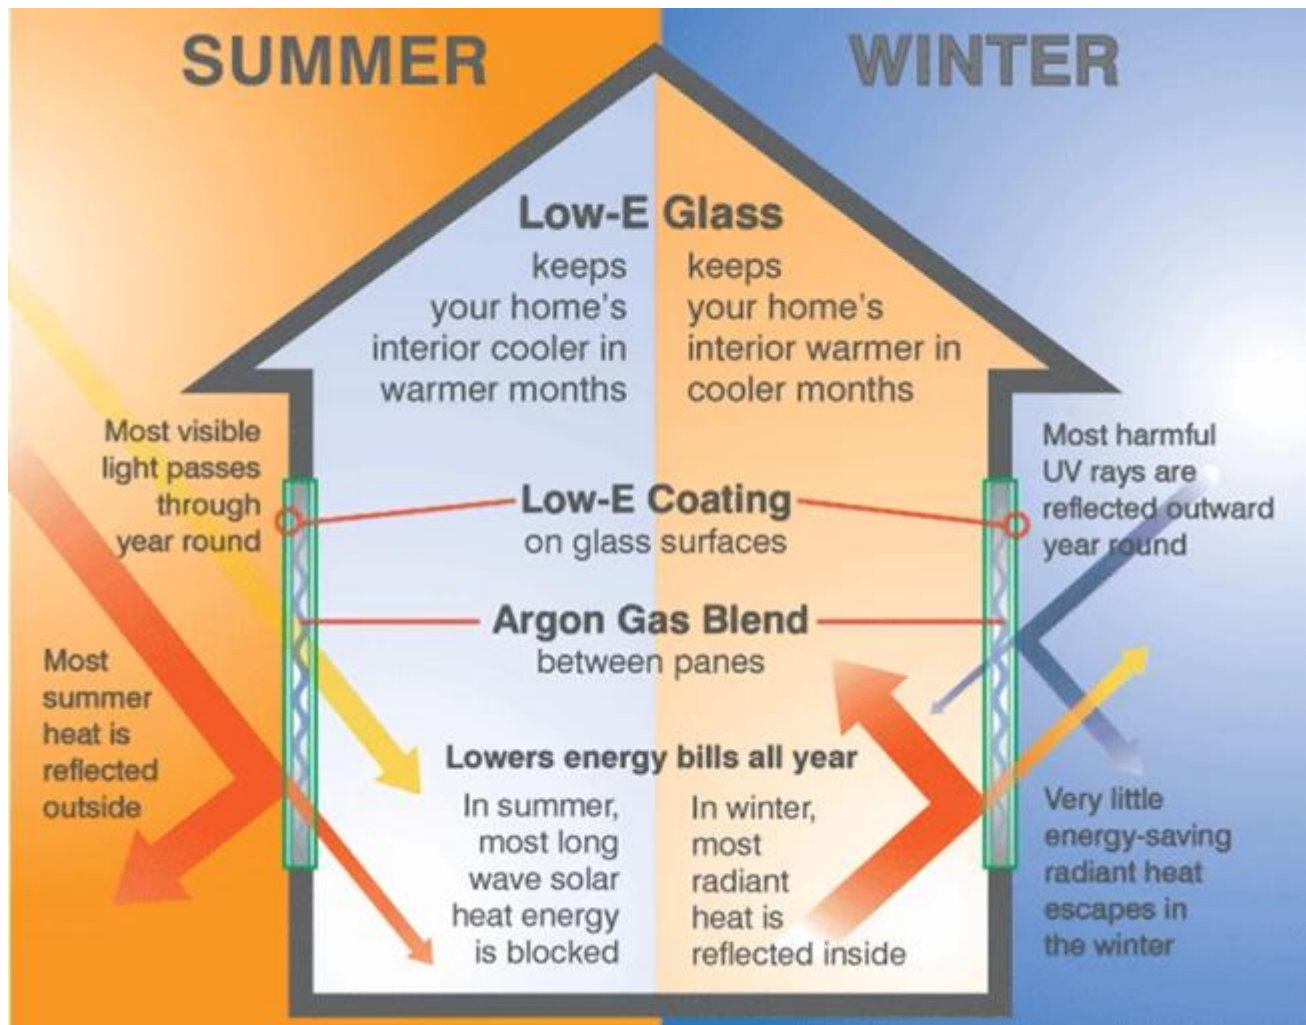 SUMMER
WINTER
Low-E Glass
keeps
your home's
interior cooler in
warmer months
keeps
your home's
interior warmer in
cooler months
Most visible
light passes
through
year round
Most harmful
UV rays are
reflected outward
year round
Low-E Coating
on glass surfaces
Argon Gas Blend
between panes
Most
summer
heat is
reflected
outside
Lowers energy bills all year
In summer,
most long
wave solar
heat energy
is blocked
In winter,
most
radiant
heat is
reflected inside
Very little
energy-saving
radiant heat
escapes in
the winter